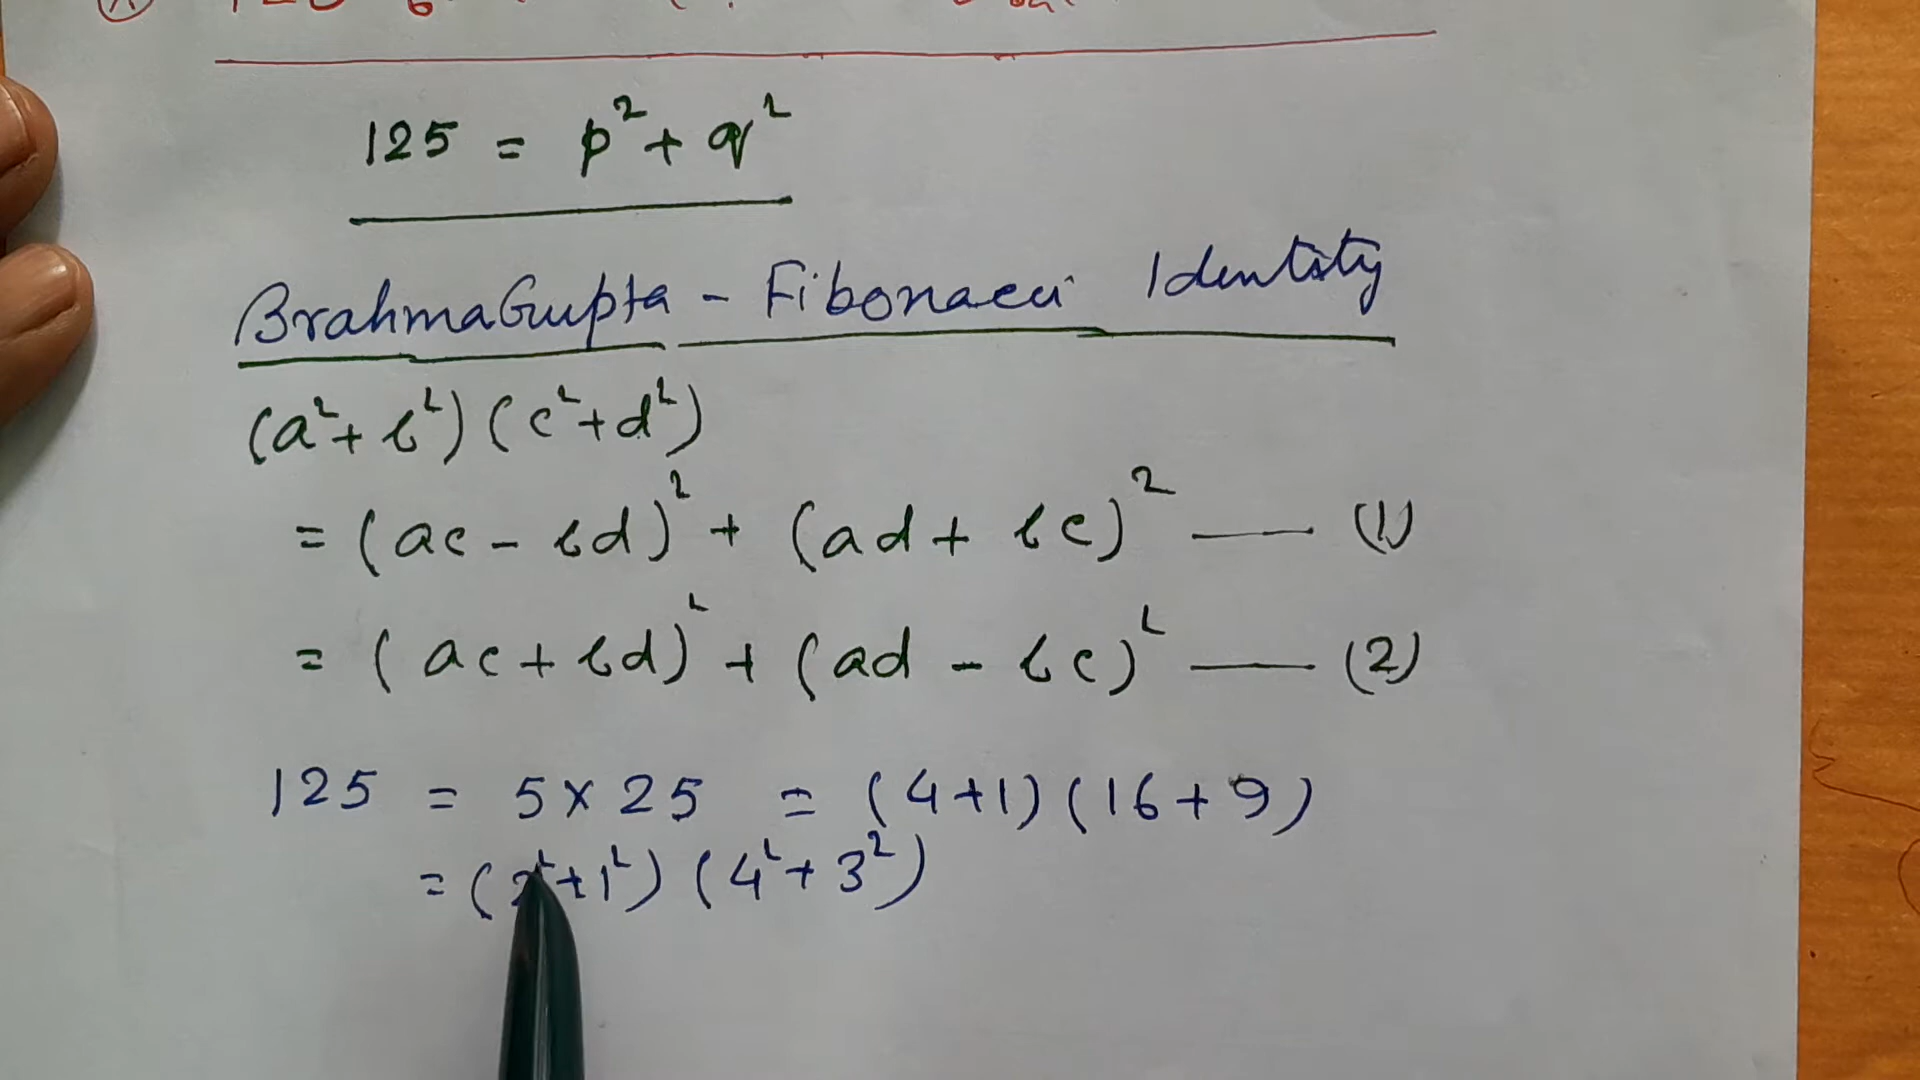 125 = p² + q²
BrahmaGupta - Fibonacci Identity
(a² + b²) (c² + d²)
= (ac - bd)² + (ad + bc)² — (1)
= (ac + bd)² + (ad - bc)² — (2)
125 = 5 × 25 = (4+1) (16+9)
= (2² + 1²) (4² + 3²)